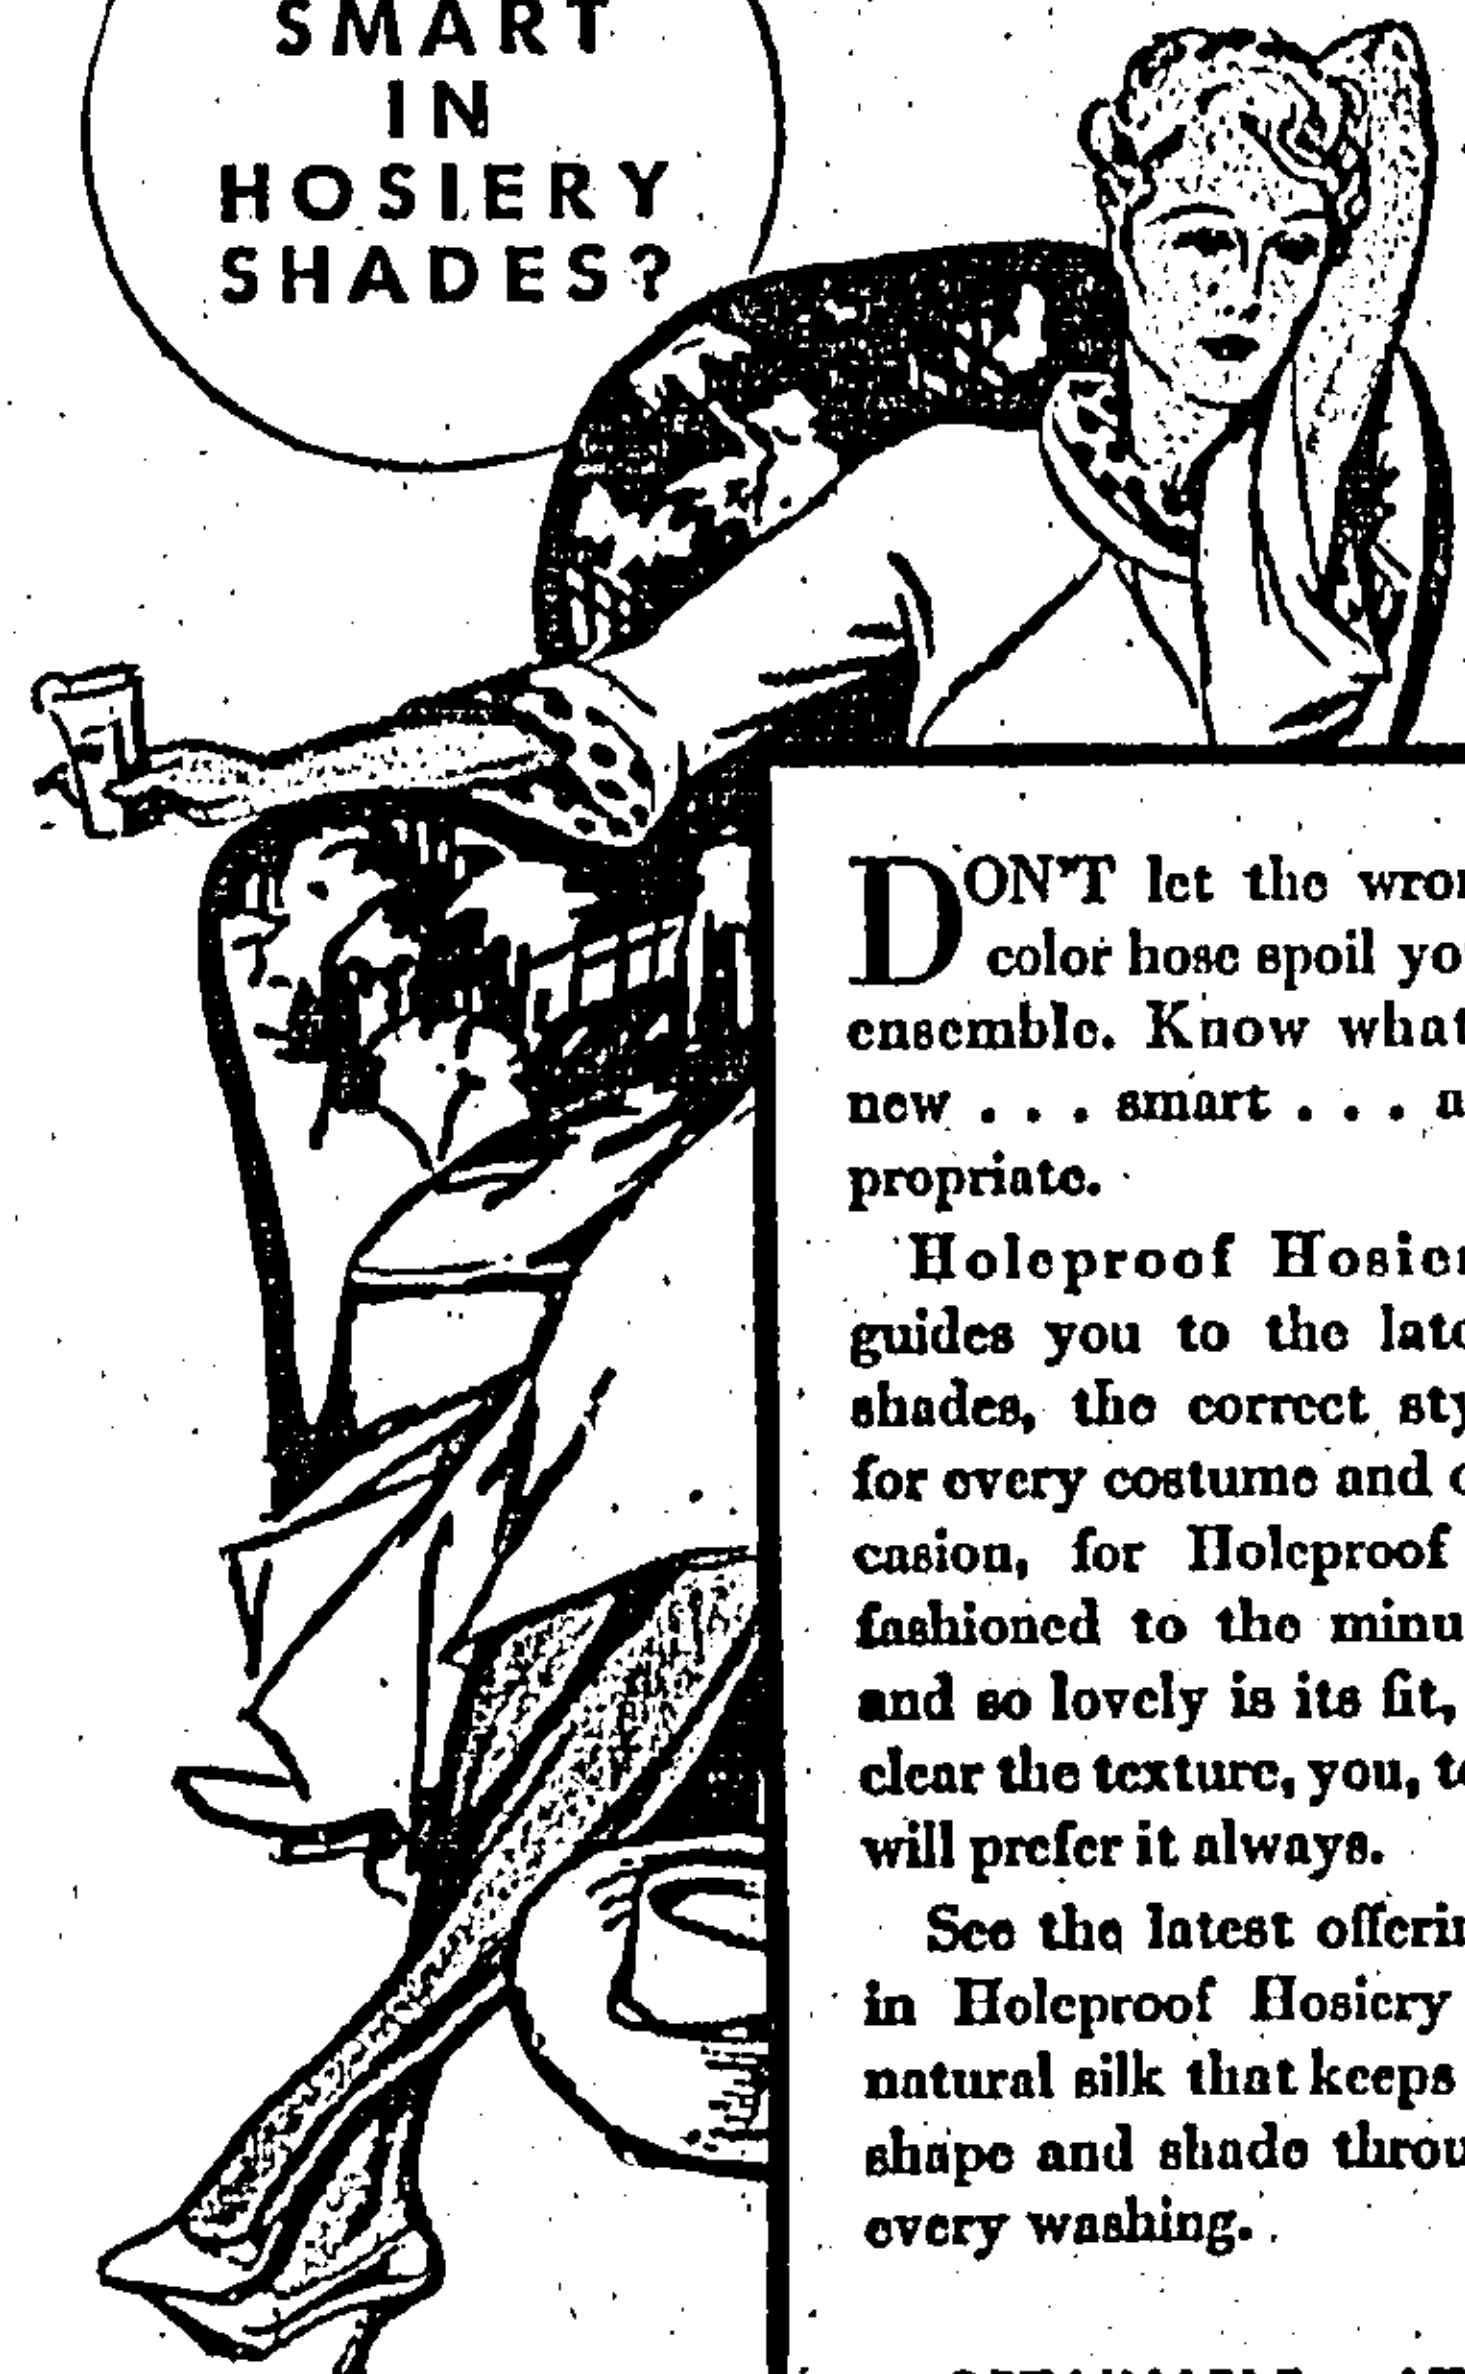 SMART
IN
HOSIERY
SHADES?
DON'T let the wron
color hose spoil yo
ensemble. Know what
new . . . smart . . . a
propriate.
Holeproof Hosier
guides you to the late
shades, the correct sty
for every costume and o
casion, for Holeproof
fashioned to the minu
and so lovely is its fit,
clear the texture, you, to
will prefer it always.
See the latest offerin
in Holeproof Hosiery
natural silk that keeps
shape and shade throu
every washing.